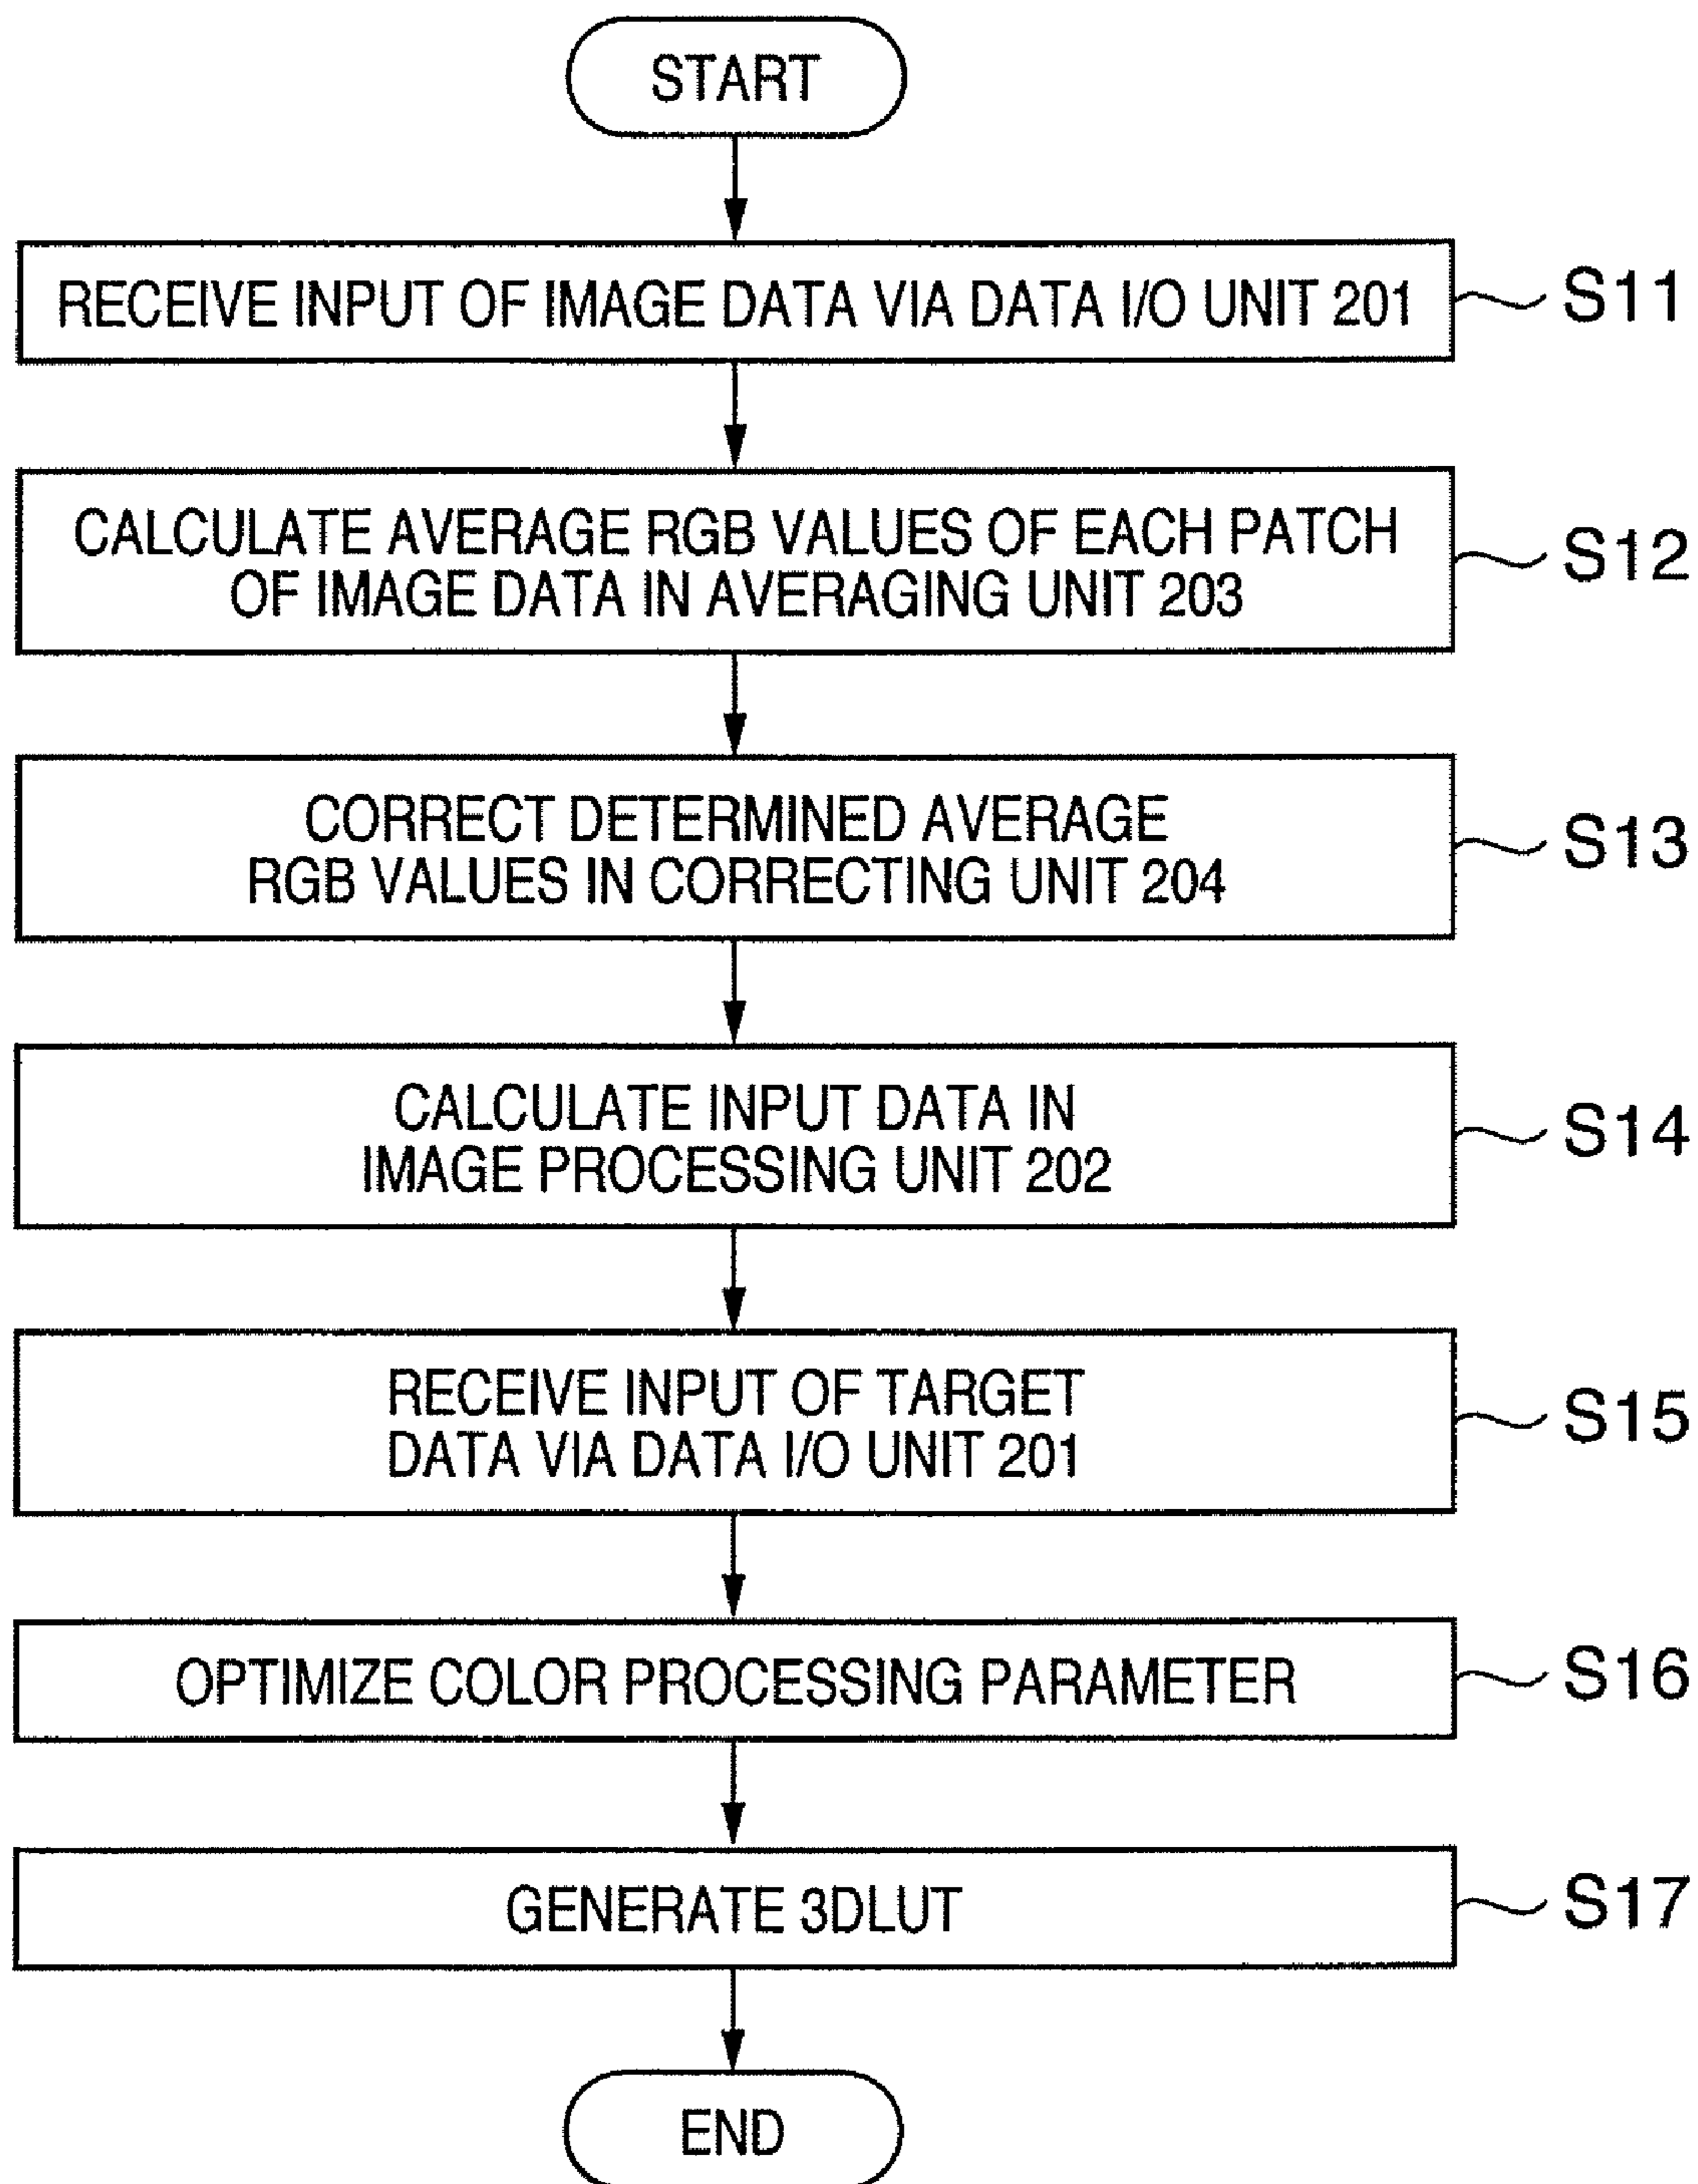 START
RECEIVE INPUT OF IMAGE DATA VIA DATA I/O UNIT 201
S11
CALCULATE AVERAGE RGB VALUES OF EACH PATCH
OF IMAGE DATA IN AVERAGING UNIT 203
S12
CORRECT DETERMINED AVERAGE
RGB VALUES IN CORRECTING UNIT 204
S13
CALCULATE INPUT DATA IN
IMAGE PROCESSING UNIT 202
S14
RECEIVE INPUT OF TARGET
DATA VIA DATA I/O UNIT 201
S15
OPTIMIZE COLOR PROCESSING PARAMETER
S16
GENERATE 3DLUT
S17
END